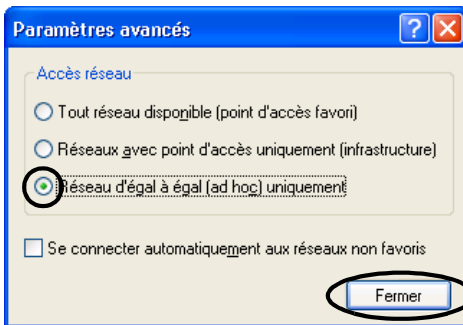 Paramètres avancés
Accès réseau
Tout réseau disponible (point d'accès favori)
Réseaux avec point d'accès uniquement (infrastructure)
Réseau d'égal à égal (ad hoc) uniquement
Se connecter automatiquement aux réseaux non favoris
Fermer